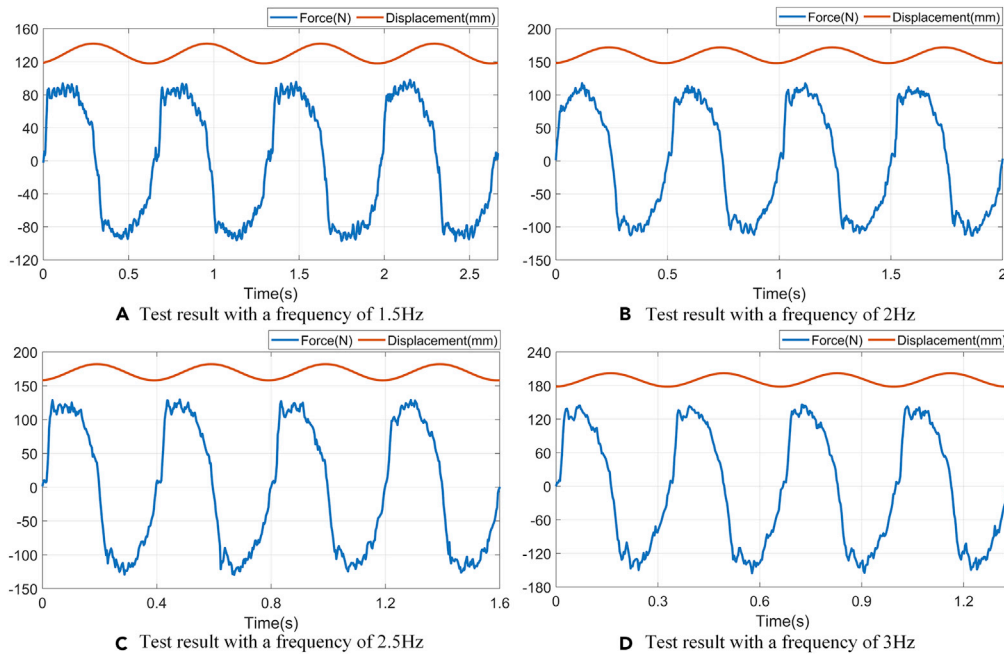 Force(N) Displacement(mm)
160
120
80
40
0
-40
-80
-120
0 0.5 1 1.5 2 2.5
Time(s)
A Test result with a frequency of 1.5Hz
Force(N) Displacement(mm)
200
150
100
50
0
-50
-100
-150
0 0.5 1 1.5 2
Time(s)
B Test result with a frequency of 2Hz
Force(N) Displacement(mm)
200
150
100
50
0
-50
-100
-150
0 0.4 0.8 1.2 1.6
Time(s)
C Test result with a frequency of 2.5Hz
Force(N) Displacement(mm)
240
180
120
60
0
-60
-120
-180
0 0.3 0.6 0.9 1.2
Time(s)
D Test result with a frequency of 3Hz